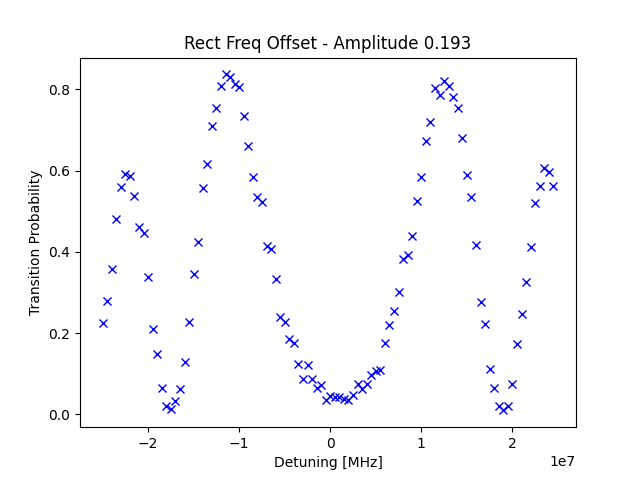 Rect Freq Offset - Amplitude 0.193
Transition Probability
0.8
0.6
0.4
0.2
0.0
−2
−1
0
1
2
1e7
Detuning [MHz]